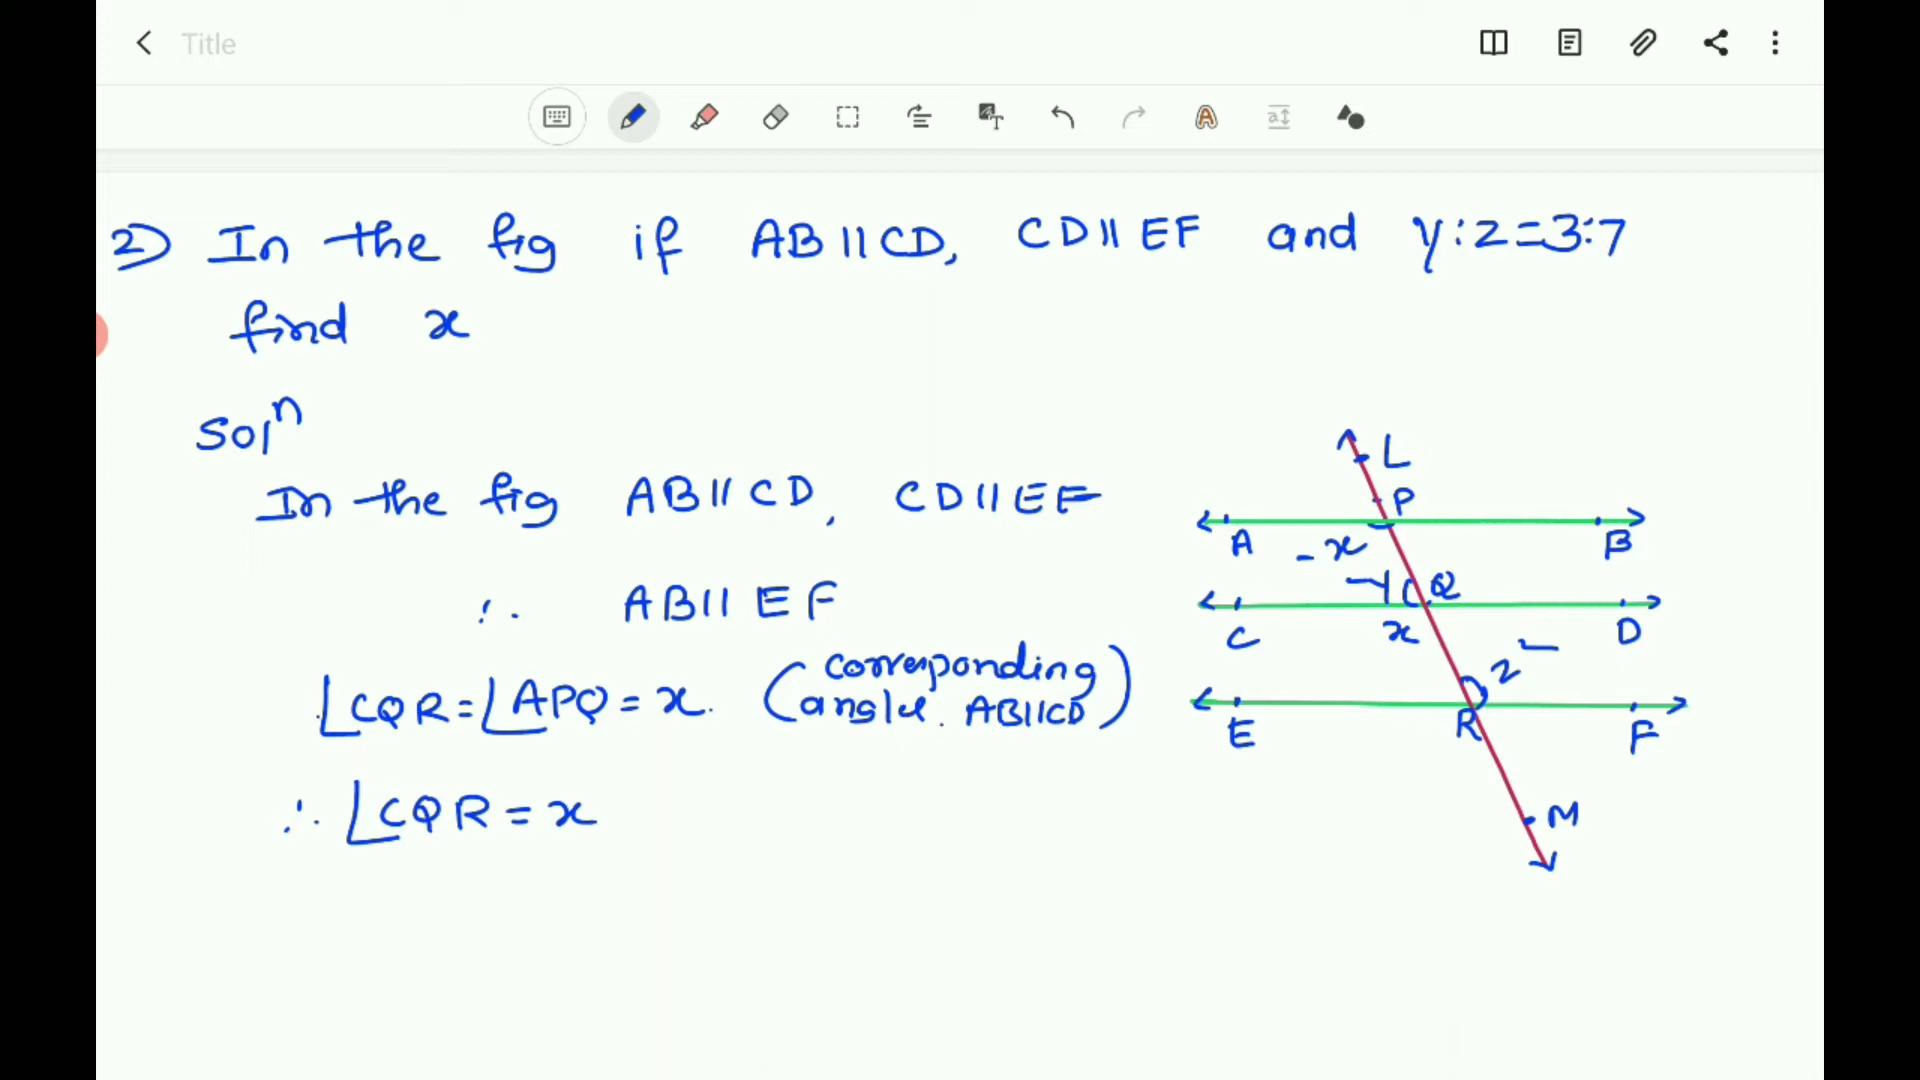 Title
2) In the fig if AB || CD, CD || EF and y:z=3:7
find x
Solⁿ
In the fig AB || CD, CD || EF
∴ AB || EF
∠CQR = ∠APQ = x. (corresponding angles. AB||CD)
∴ ∠CQR = x
L
P
A
x
B
y
Q
C
x
D
z
E
R
F
M